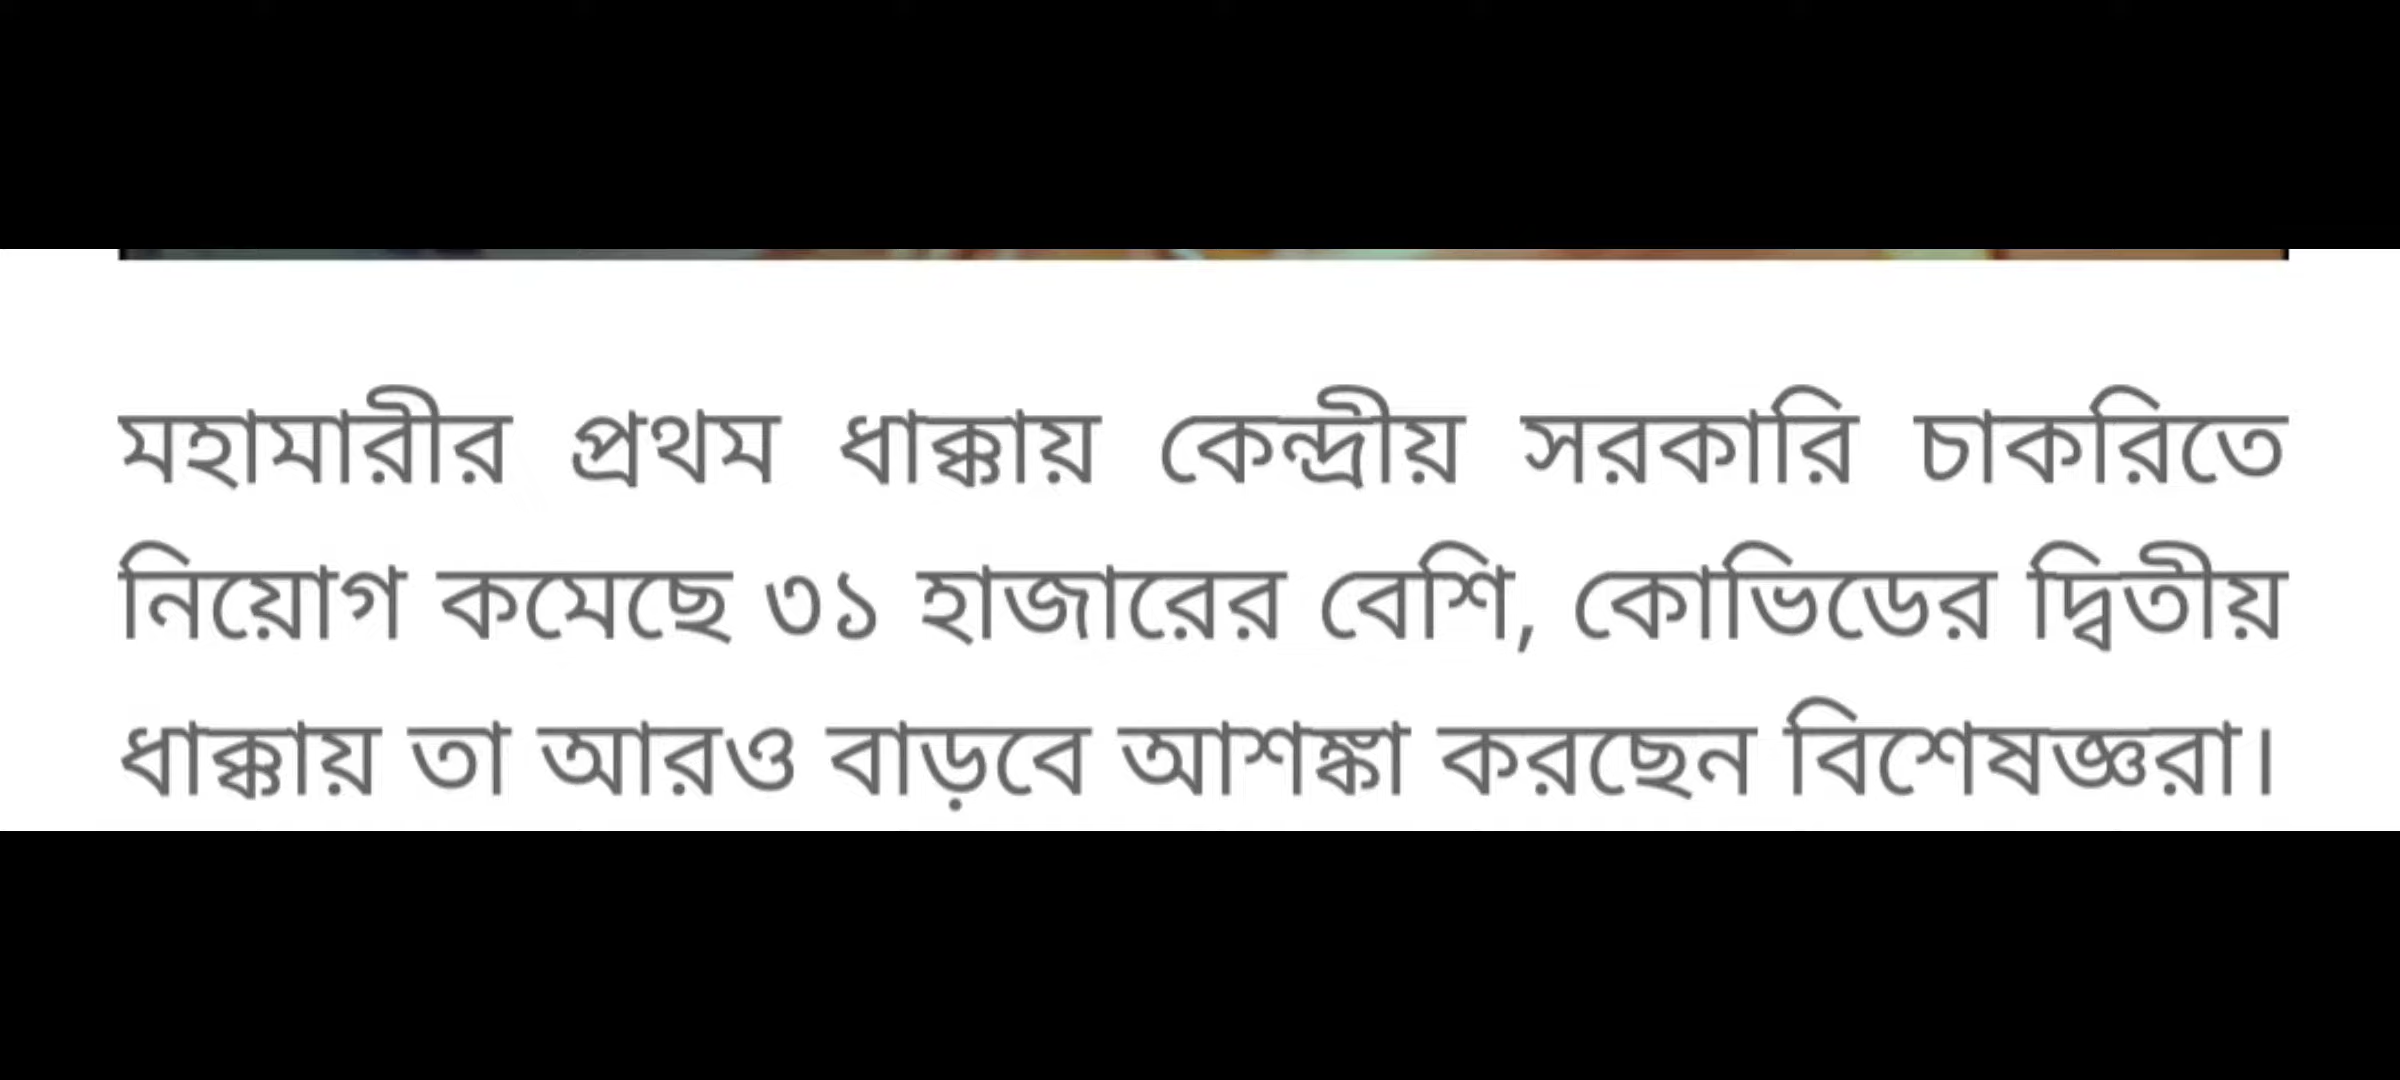 মহামারীর প্রথম ধাক্কায় কেন্দ্রীয় সরকারি চাকরিতে
নিয়োগ কমেছে ৩১ হাজারের বেশি, কোভিডের দ্বিতীয়
ধাক্কায় তা আরও বাড়বে আশঙ্কা করছেন বিশেষজ্ঞরা।